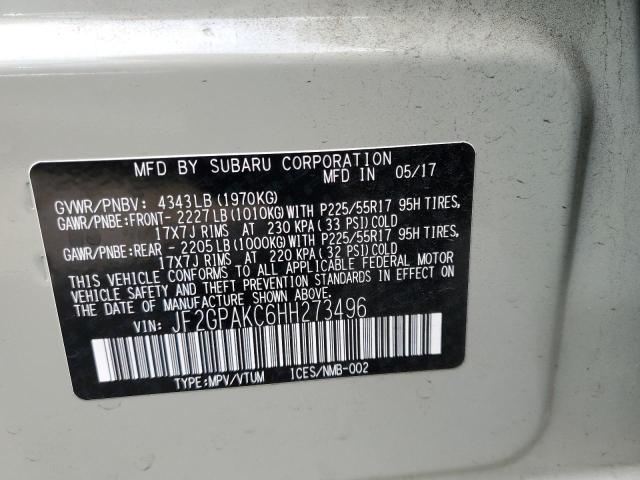 MFD BY SUBARU CORPORATION 05/17
GVWR/PNBV: 4343LB (1970KG)
GAWR/PNBE:FRONT- 2227LB(1010KG)WITH P225/55R17 95H TIRES,
17X7J RIMS AT 230 KPA (33 PSI) COLD
GAWR/PNBE:REAR - 2205LB(1000KG)WITH P225/55R17 95H TIRES,
17X7J RIMS AT 220 KPA (32 PSI) COLD
THIS VEHICLE CONFORMS TO ALL APPLICABLE FEDERAL MOTOR
VEHICLE SAFETY AND THEFT PREVENTION STANDARDS IN EFFECT ON
THE DATE OF MANUFACTURE SHOWN ABOVE.
VIN: JF2GPAKC6HH273496
TYPE:MPV/VTUM ICES/NMB-002